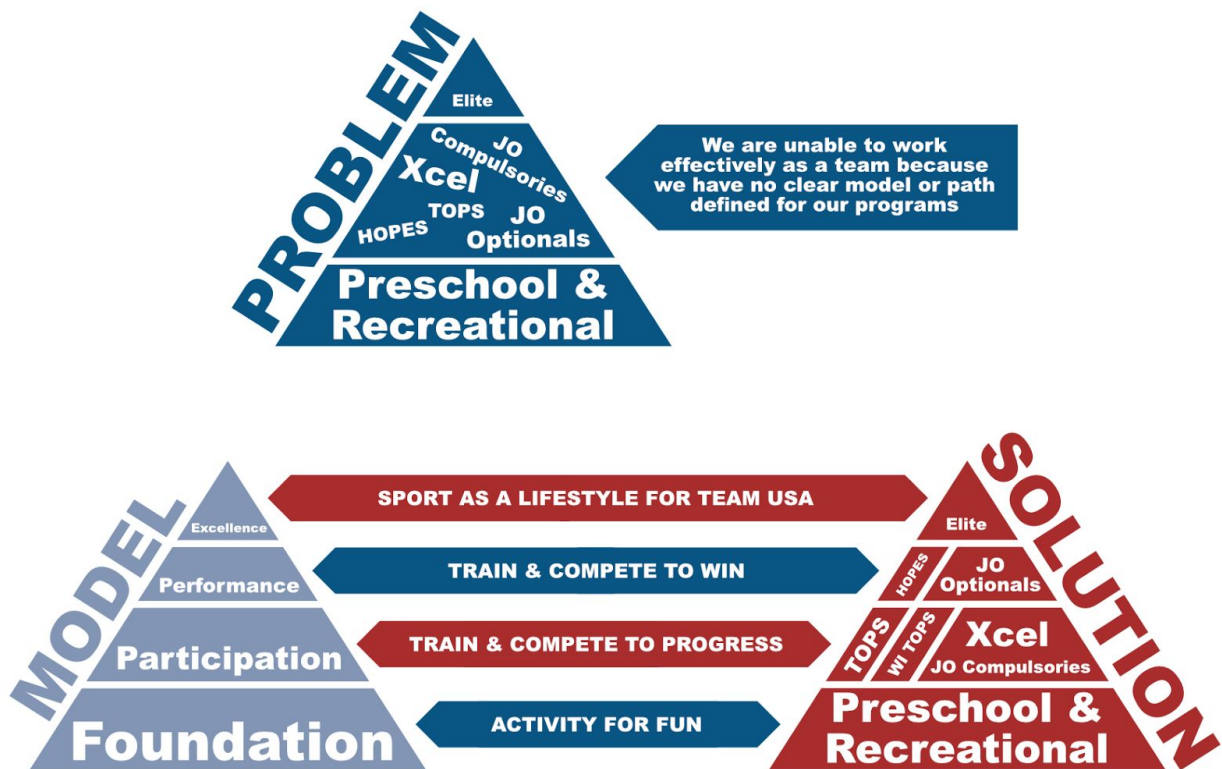 PROBLEM
Elite
JO
Compulsories
Xcel
TOPS
HOPES
JO
Optionals
Preschool &
Recreational
We are unable to work
effectively as a team because
we have no clear model or path
defined for our programs
MODEL
Excellence
Performance
Participation
Foundation
SPORT AS A LIFESTYLE FOR TEAM USA
TRAIN & COMPETE TO WIN
TRAIN & COMPETE TO PROGRESS
ACTIVITY FOR FUN
SOLUTION
Elite
HOPES
JO
Optionals
TOPS
WI TOPS
Xcel
JO Compulsories
Preschool &
Recreational